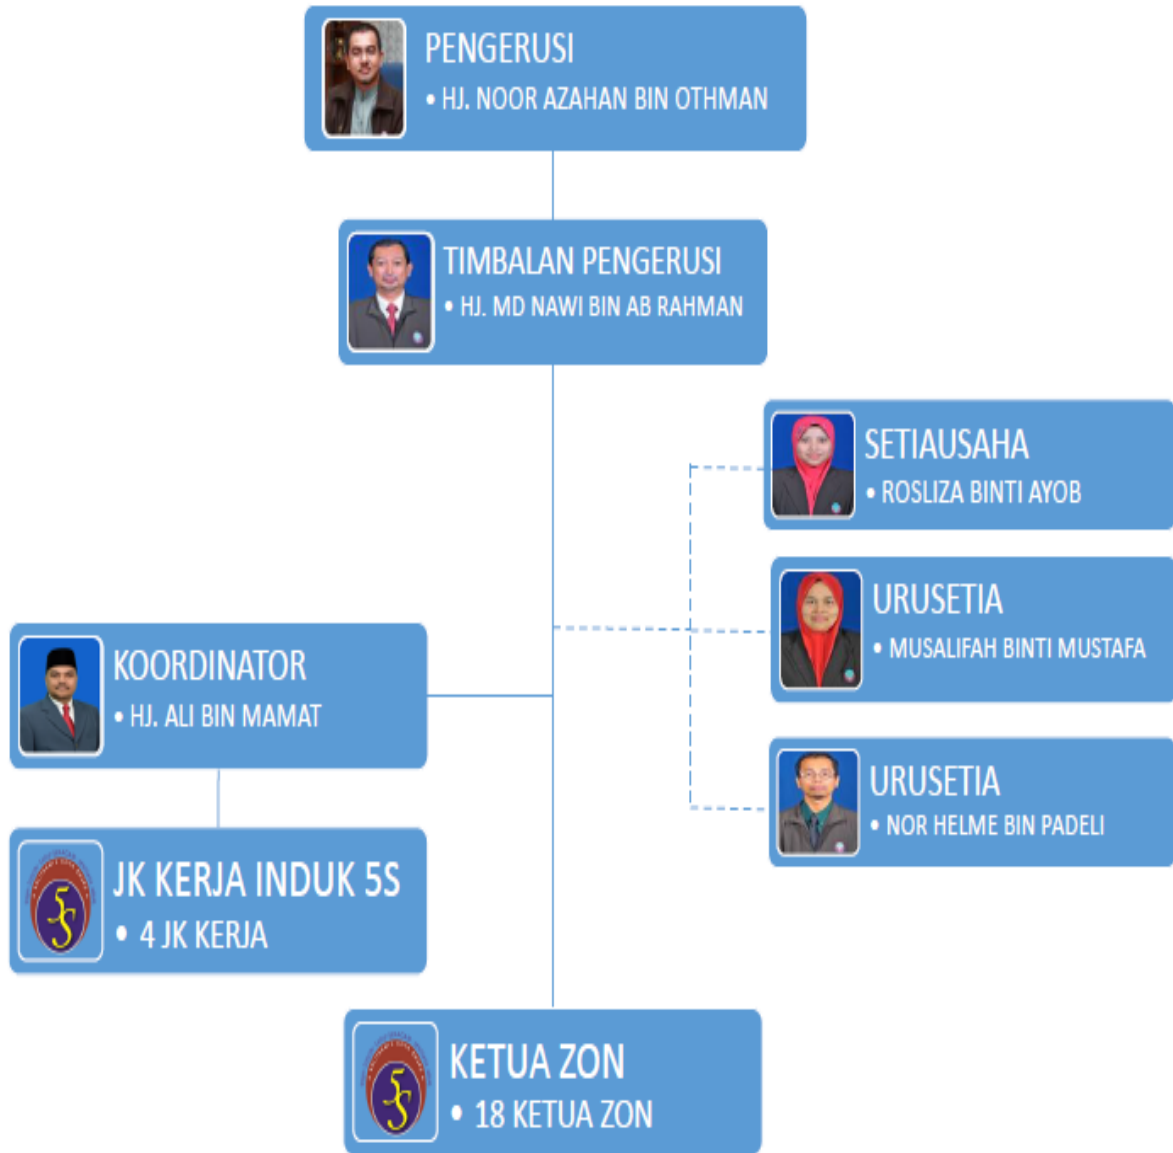 PENGERUSI
• HJ. NOOR AZAHAN BIN OTHMAN
TIMBALAN PENGERUSI
• HJ. MD NAWI BIN AB RAHMAN
SETIAUSAHA
• ROSLIZA BINTI AYOB
URUSETIA
• MUSALIFAH BINTI MUSTAFA
KOORDINATOR
• HJ. ALI BIN MAMAT
URUSETIA
• NOR HELME BIN PADELI
5S
JK KERJA INDUK 5S
• 4 JK KERJA
5S
KETUA ZON
• 18 KETUA ZON